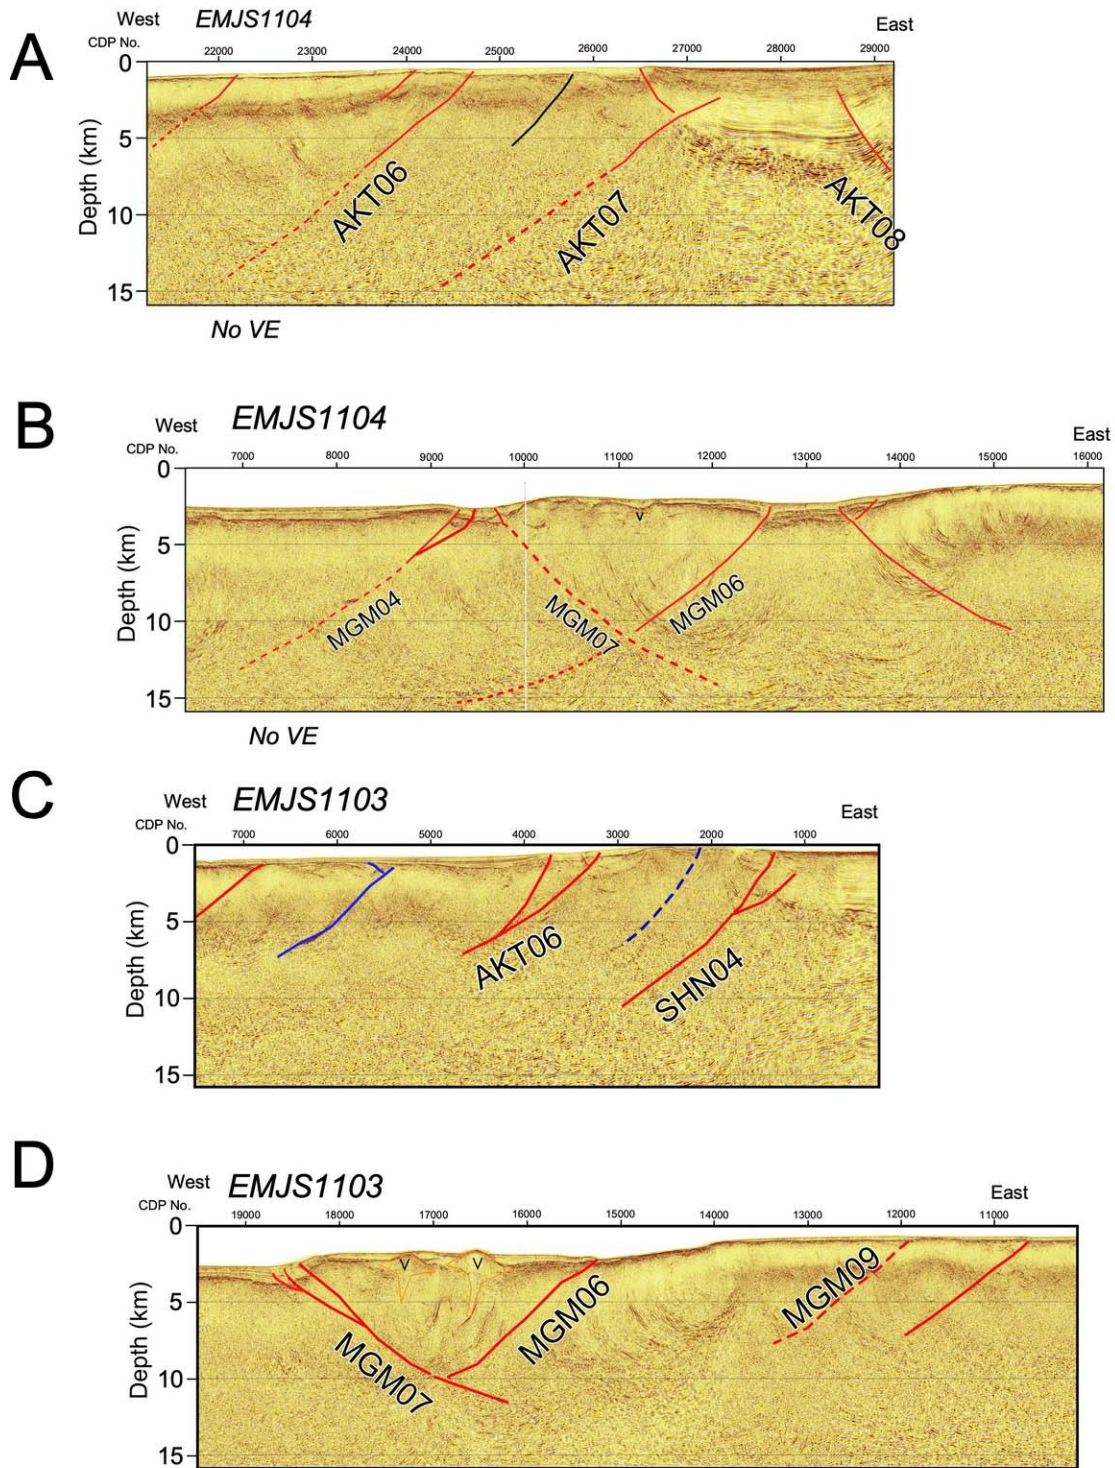 A
West EMJS1104 East
CDP No. 22000 23000 24000 25000 26000 27000 28000 29000
0
5
10
15
Depth (km)
AKT06
AKT07
AKT08
No VE
B
West EMJS1104 East
CDP No. 7000 8000 9000 10000 11000 12000 13000 14000 15000 16000
0
5
10
15
Depth (km)
V
MGM04
MGM07
MGM06
No VE
C
West EMJS1103 East
CDP No. 7000 6000 5000 4000 3000 2000 1000
0
5
10
15
Depth (km)
AKT06
SHN04
D
West EMJS1103 East
CDP No. 19000 18000 17000 16000 15000 14000 13000 12000 11000
0
5
10
15
Depth (km)
V V
MGM07
MGM06
MGM09